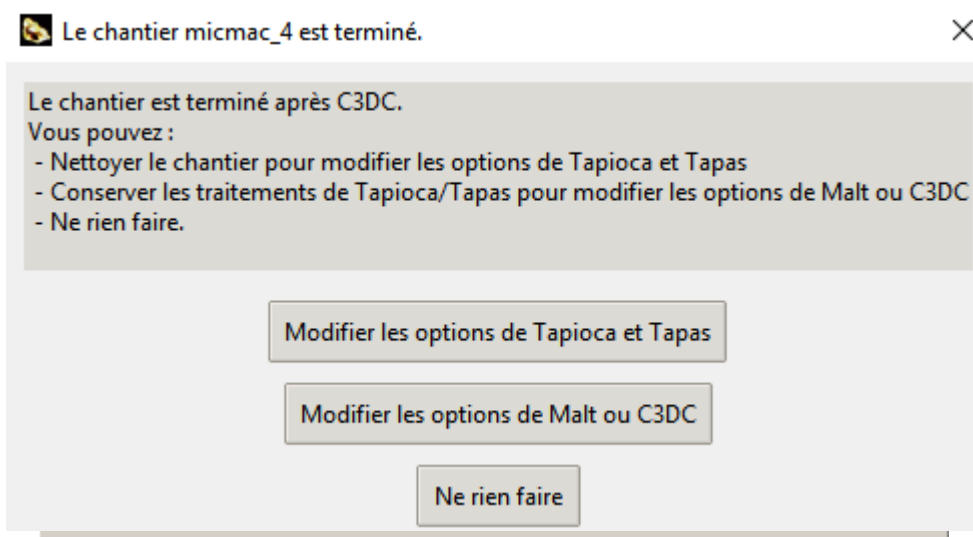 Le chantier micmac_4 est terminé.
Le chantier est terminé après C3DC.
Vous pouvez :
- Nettoyer le chantier pour modifier les options de Tapioca et Tapas
- Conserver les traitements de Tapioca/Tapas pour modifier les options de Malt ou C3DC
- Ne rien faire.
Modifier les options de Tapioca et Tapas
Modifier les options de Malt ou C3DC
Ne rien faire